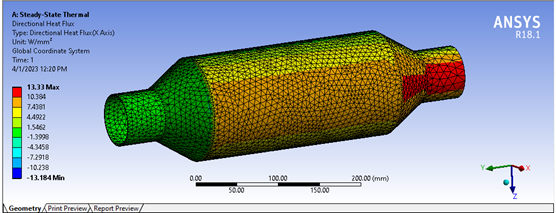 A: Steady-State Thermal
Directional Heat Flux
Type: Directional Heat Flux(X Axis)
Unit: W/mm²
Global Coordinate System
Time: 1
4/1/2023 12:20 PM
ANSYS
R18.1
13.33 Max
10.384
7.4381
4.4922
1.5462
-1.3998
-4.3458
-7.2918
-10.238
-13.184 Min
0.00
100.00
200.00 (mm)
50.00
150.00
Y
X
Z
Geometry
Print Preview
Report Preview